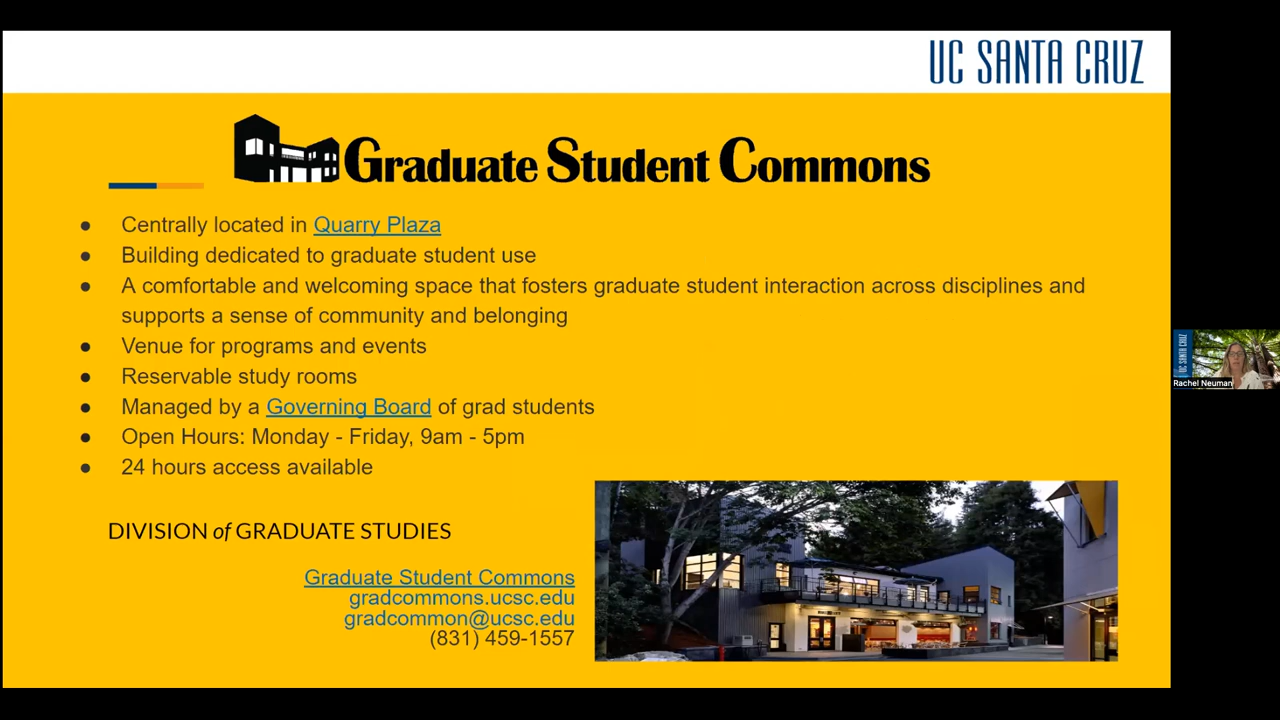 UC SANTA CRUZ
Graduate Student Commons
● Centrally located in Quarry Plaza
● Building dedicated to graduate student use
● A comfortable and welcoming space that fosters graduate student interaction across disciplines and
supports a sense of community and belonging
● Venue for programs and events
● Reservable study rooms
● Managed by a Governing Board of grad students
● Open Hours: Monday - Friday, 9am - 5pm
● 24 hours access available
DIVISION of GRADUATE STUDIES
Graduate Student Commons
gradcommons.ucsc.edu
gradcommon@ucsc.edu
(831) 459-1557
UC SANTA CRUZ
Rachel Neuman